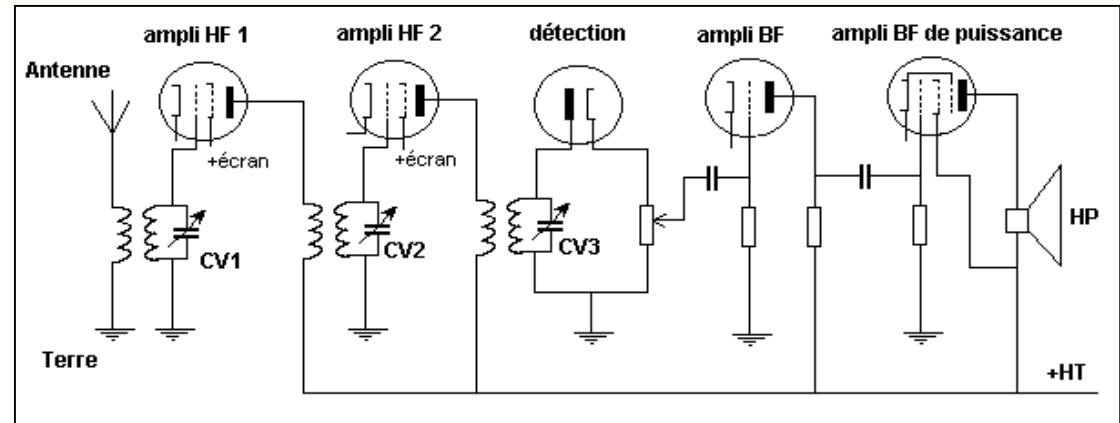 ampli HF 1
ampli HF 2
détection
ampli BF
ampli BF de puissance
Antenne
+écran
+écran
CV1
CV2
CV3
HP
Terre
+HT